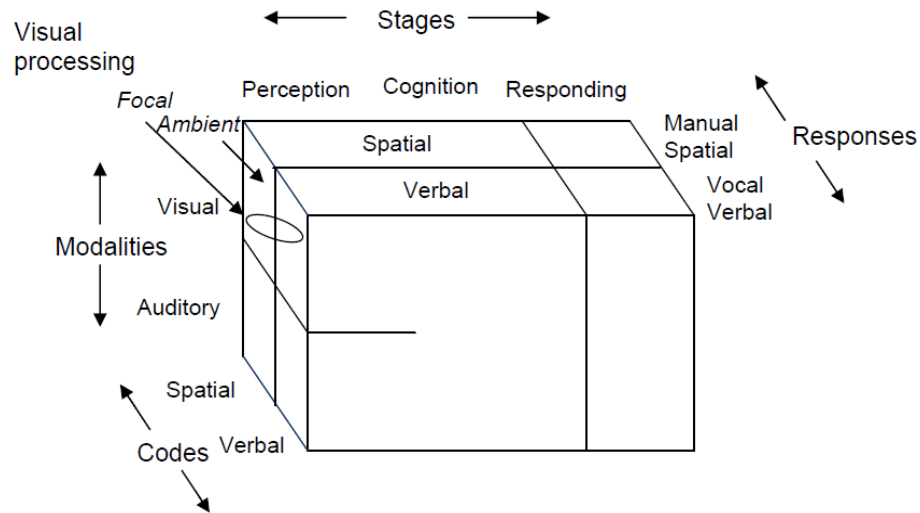 Stages
Visual
processing
Perception
Cognition
Responding
Focal
Ambient
Spatial
Manual
Spatial
Responses
Verbal
Vocal
Verbal
Visual
Modalities
Auditory
Spatial
Verbal
Codes